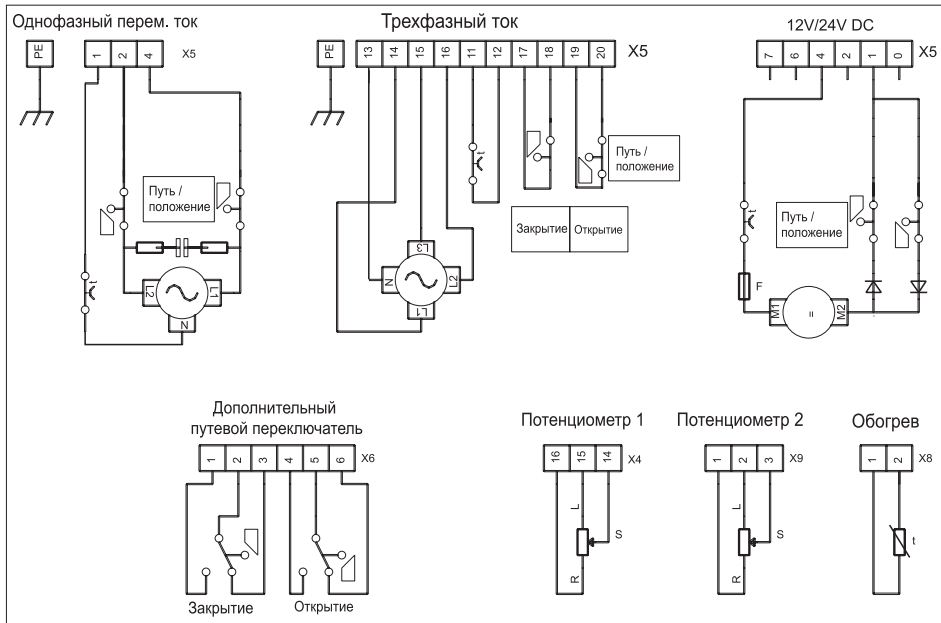 Однофазный перем. ток
PE
1 2 4
X5
t
Путь /
положение
L2
L1
N
Трехфазный ток
PE
13 14 15 16 11 12 17 18 19 20
X5
t
Путь /
положение
Закрытие
Открытие
L3
N
L2
L1
12V/24V DC
7 6 4 2 1 0
X5
t
Путь /
положение
F
M1
=
M2
Дополнительный
путевой переключатель
1 2 3 4 5 6
X6
Закрытие
Открытие
Потенциометр 1
16 15 14
X4
L
S
R
Потенциометр 2
1 2 3
X9
L
S
R
Обогрев
1 2
X8
t